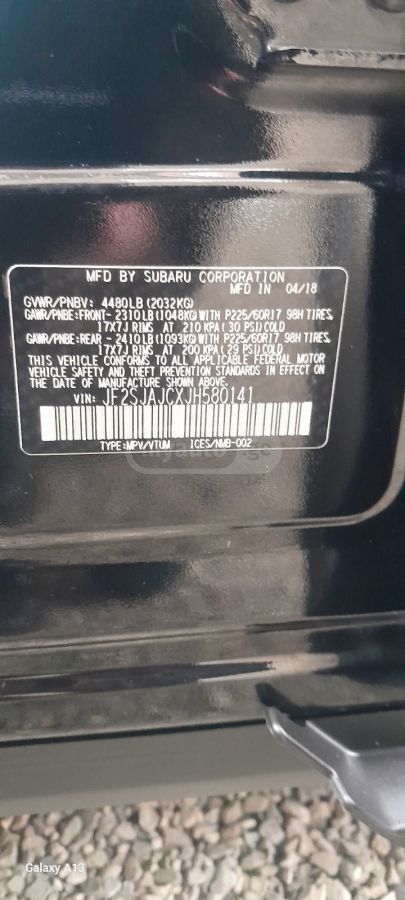 MFD BY SUBARU CORPORATION
MFD IN 04/18
GVWR/PNBV: 4480LB(2032KG)
GAWR/PNBE:FRONT- 2310LB(1048KG)WITH P225/60R17 98H TIRES,
17X7J RIMS AT 210 KPA(30 PSI)COLD
GAWR/PNBE:REAR - 2410LB(1093KG)WITH P225/60R17 98H TIRES,
17X7J RIMS AT 200 KPA(29 PSI)COLD
THIS VEHICLE CONFORMS TO ALL APPLICABLE FEDERAL MOTOR
VEHICLE SAFETY AND THEFT PREVENTION STANDARDS IN EFFECT
ON THE DATE OF MANUFACTURE SHOWN ABOVE.
VIN: JF2SJAJCXJH580141
myauto.ge
TYPE:MPV/VTUM ICES/NMB-002
Galaxy A13